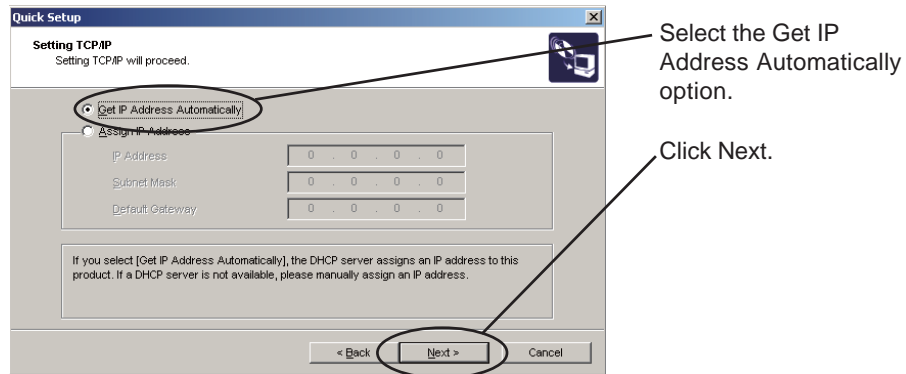 Quick Setup
Setting TCP/IP
Setting TCP/IP will proceed.
Get IP Address Automatically
Assign IP Address
IP Address 0 . 0 . 0 . 0
Subnet Mask 0 . 0 . 0 . 0
Default Gateway 0 . 0 . 0 . 0
If you select [Get IP Address Automatically], the DHCP server assigns an IP address to this
product. If a DHCP server is not available, please manually assign an IP address.
< Back
Next >
Cancel
Select the Get IP
Address Automatically
option.
Click Next.